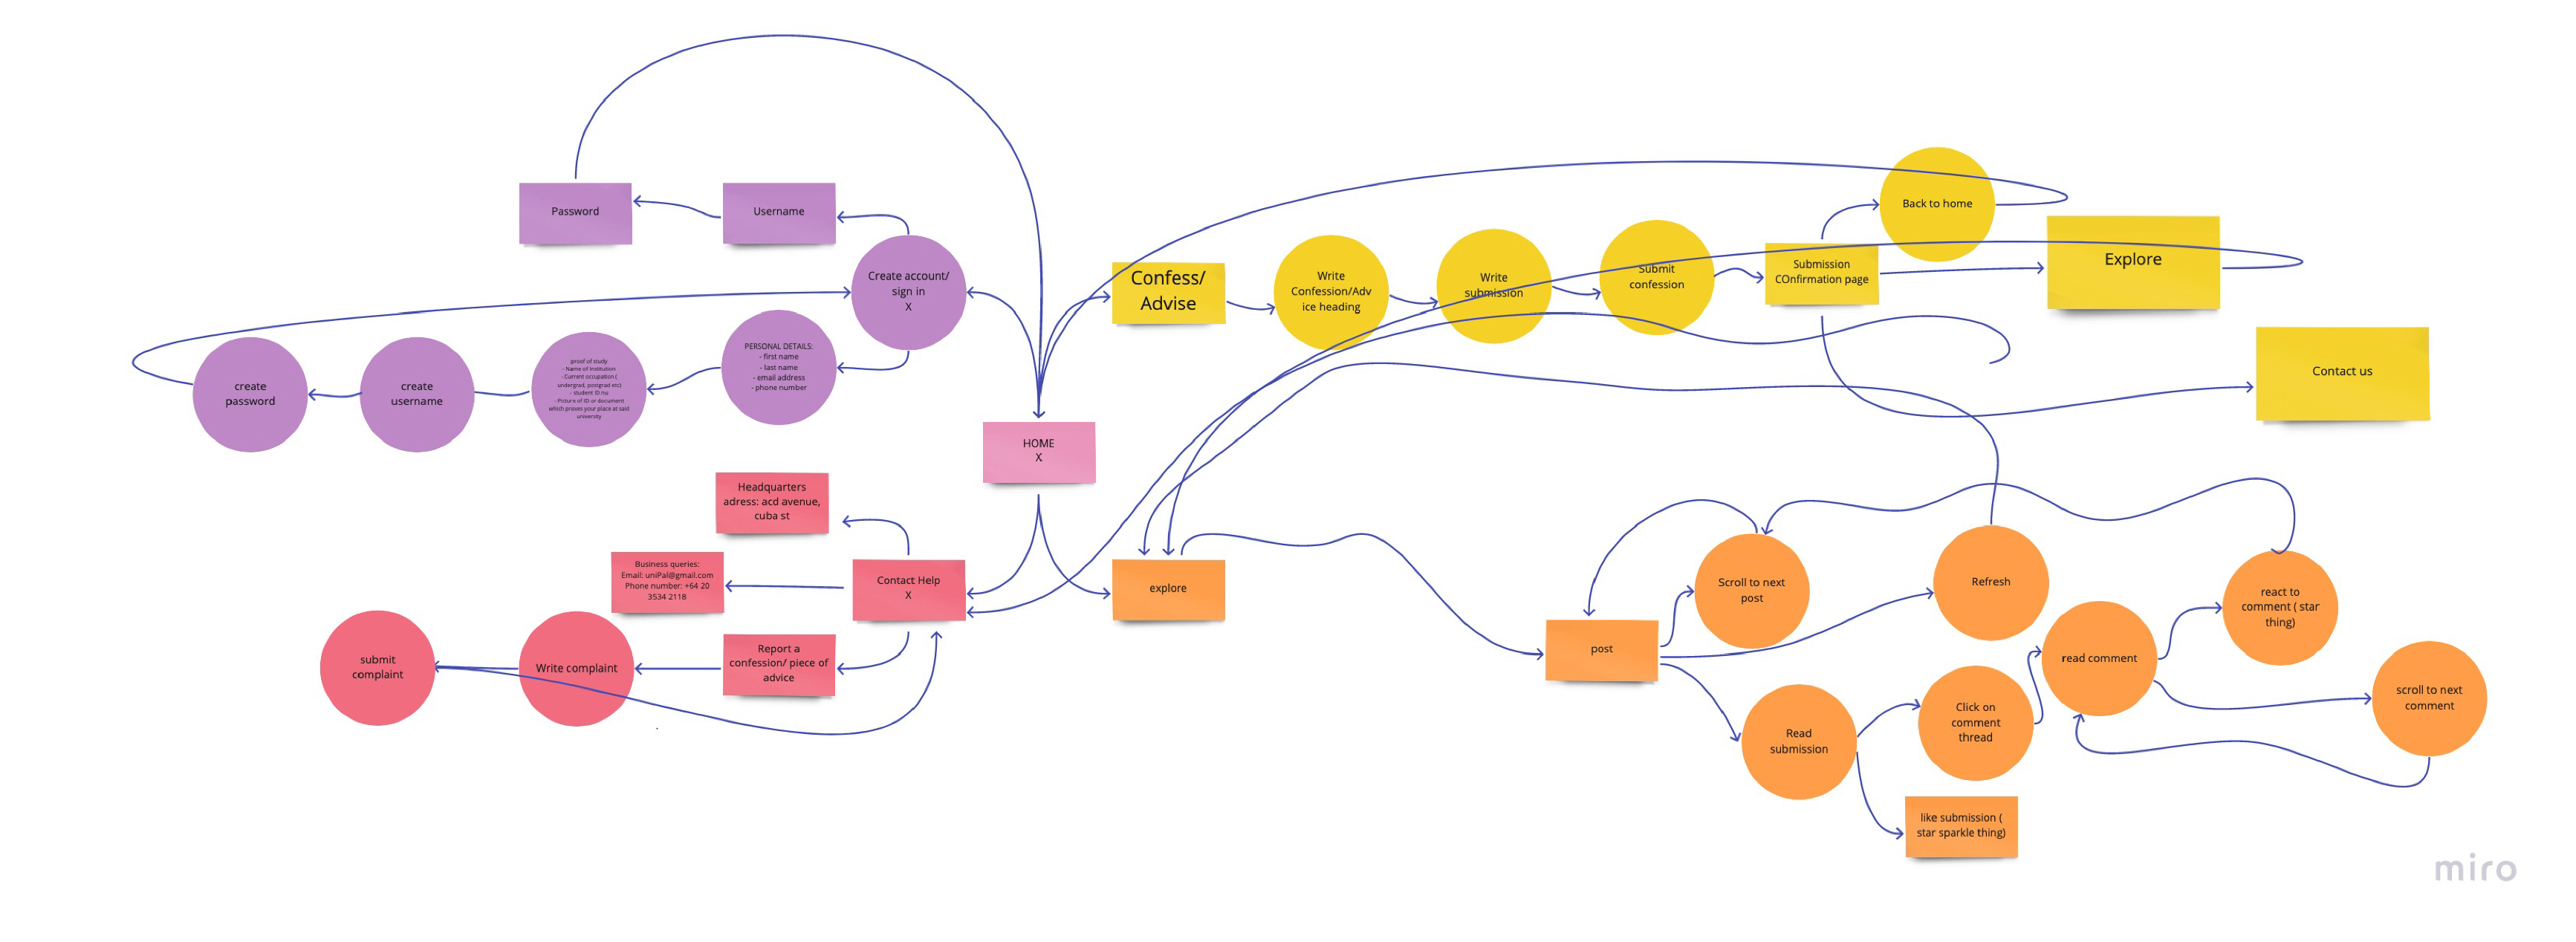 Back to home
Password
Username
Explore
Create account/
sign in
X
Confess/
Advise
Write
Confession/Adv
ice heading
Write
submission
Submit
confession
Submission
COnfirmation page
PERSONAL DETAILS:
- first name
- last name
- email address
- phone number
proof of study
- Name of Institution
- Current occupation (
undergrad, postgrad etc)
- student ID nu
- Picture of ID or document
which proves your place at said
university
create
username
create
password
Contact us
HOME
X
Headquarters
adress: acd avenue,
cuba st
Business queries:
Email: uniPal@gmail.com
Phone number: +64 20
3534 2118
Contact Help
X
explore
Scroll to next
post
Refresh
react to
comment ( star
thing)
submit
complaint
Write complaint
Report a
confession/ piece of
advice
post
read comment
scroll to next
comment
Read
submission
Click on
comment
thread
like submission (
star sparkle thing)
miro